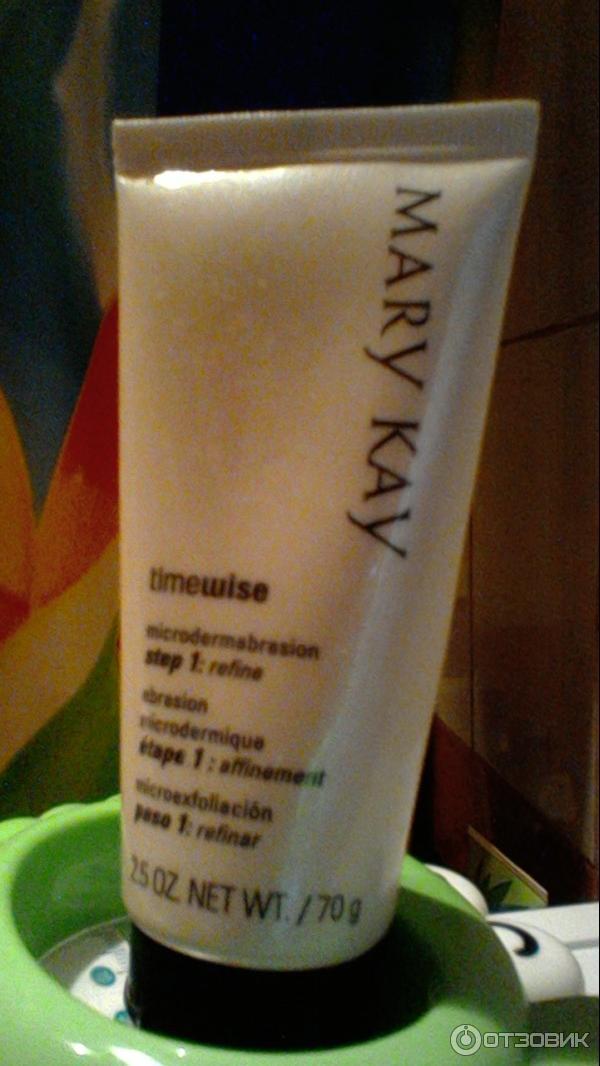 MARY KAY
timewise
microdermabrasion
step 1: refine
abrasion
microdermique
étape 1 : affinement
microexfoliación
paso 1: refinar
2.5 OZ. NET WT. / 70 g
ОТЗОВИК